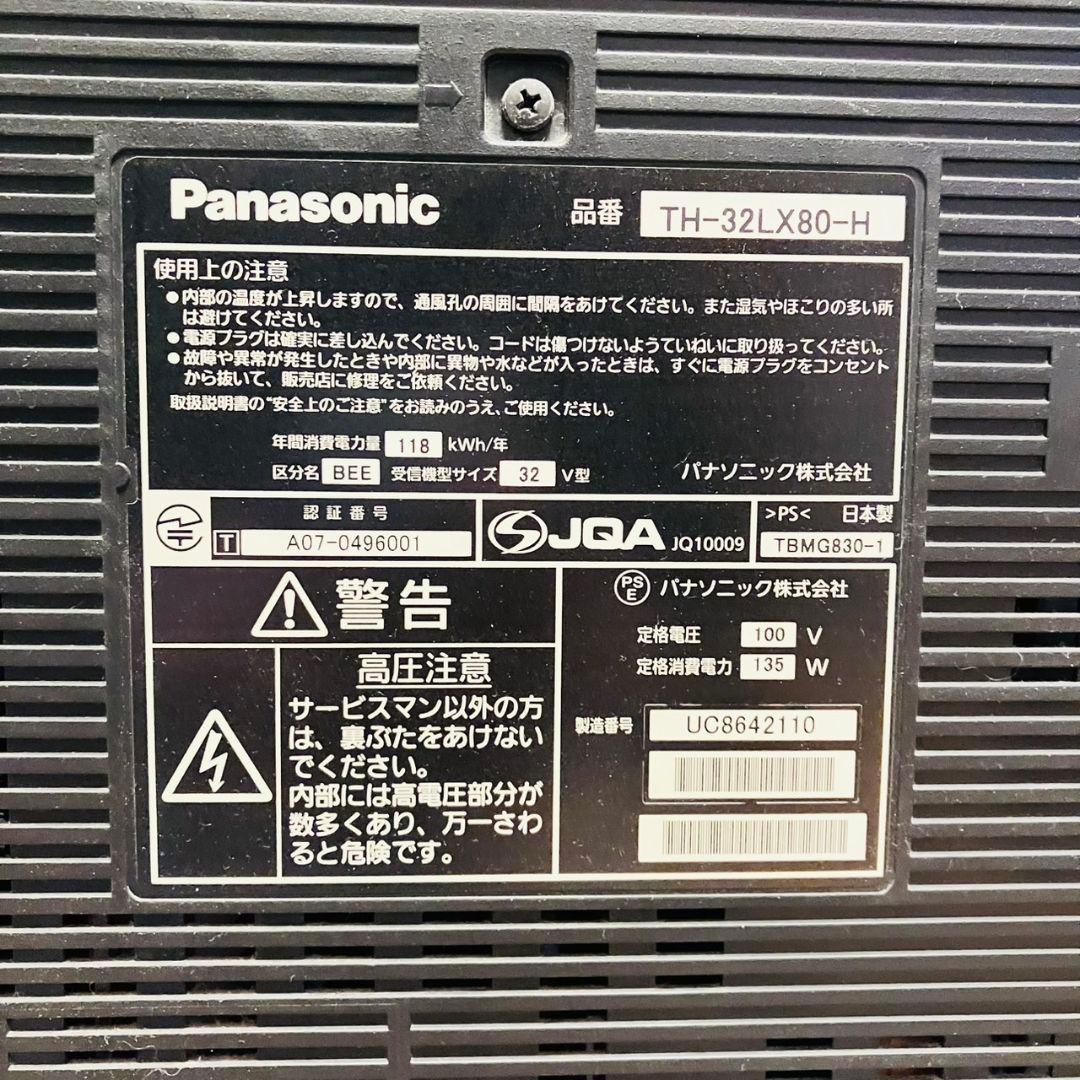 Panasonic 品番 TH-32LX80-H
使用上の注意
●内部の温度が上昇しますので、通風孔の周囲に間隔をあけてください。また湿気やほこりの多い所
は避けてください。
●電源プラグは確実に差し込んでください。コードは傷つけないようていねいに取り扱ってください。
●故障や異常が発生したときや内部に異物や水などが入ったときは、すぐに電源プラグをコンセント
から抜いて、販売店に修理をご依頼ください。
取扱説明書の"安全上のご注意"をお読みのうえ、ご使用ください。
年間消費電力量 118 kWh/年
区分名 BEE 受信機型サイズ 32 V型 パナソニック株式会社
認証番号
T A07-0496001
JQA JQ10009
>PS< 日本製
TBMG830-1
警告
高圧注意
サービスマン以外の方
は、裏ぶたをあけない
でください。
内部には高電圧部分が
数多くあり、万一さわ
ると危険です。
PS
E パナソニック株式会社
定格電圧 100 V
定格消費電力 135 W
製造番号 UC8642110